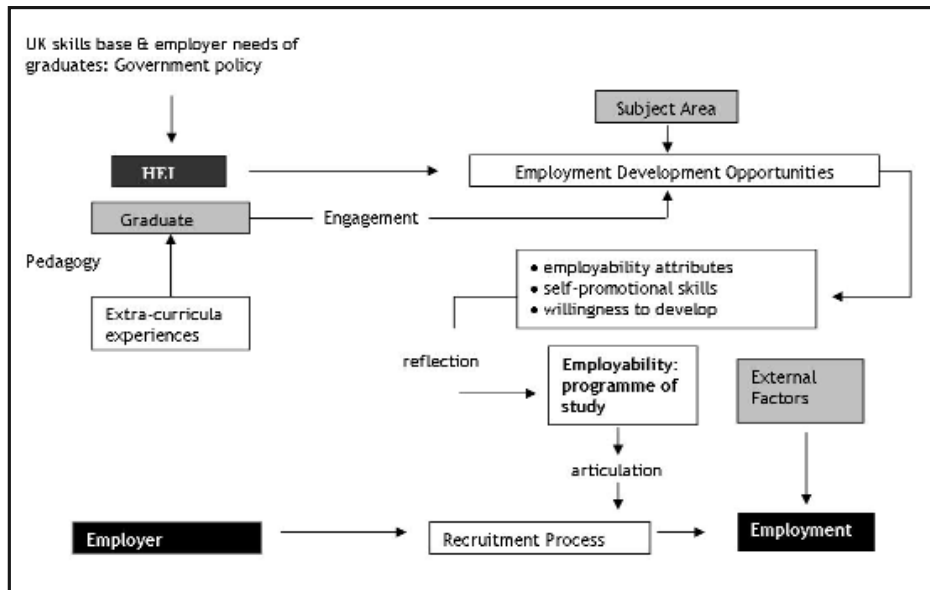 UK skills base & employer needs of
graduates: Government policy
Subject Area
HEI
Employment Development Opportunities
Graduate
Engagement
Pedagogy
• employability attributes
• self-promotional skills
• willingness to develop
Extra-curricula
experiences
reflection
Employability:
programme of
study
External
Factors
articulation
Employer
Recruitment Process
Employment